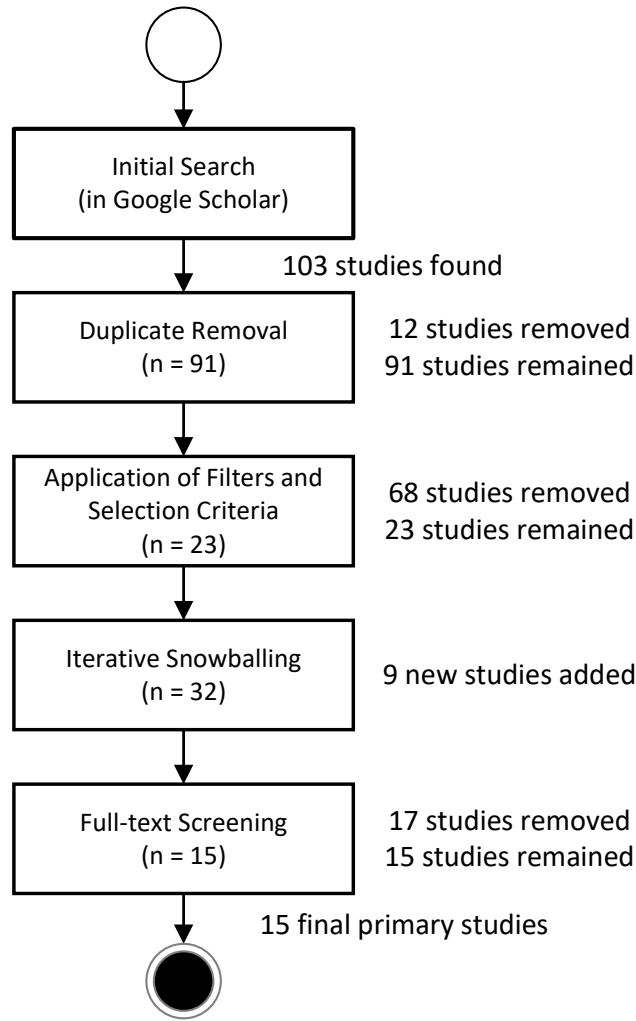 Initial Search
(in Google Scholar)
103 studies found
Duplicate Removal
(n = 91)
12 studies removed
91 studies remained
Application of Filters and
Selection Criteria
(n = 23)
68 studies removed
23 studies remained
Iterative Snowballing
(n = 32)
9 new studies added
Full-text Screening
(n = 15)
17 studies removed
15 studies remained
15 final primary studies